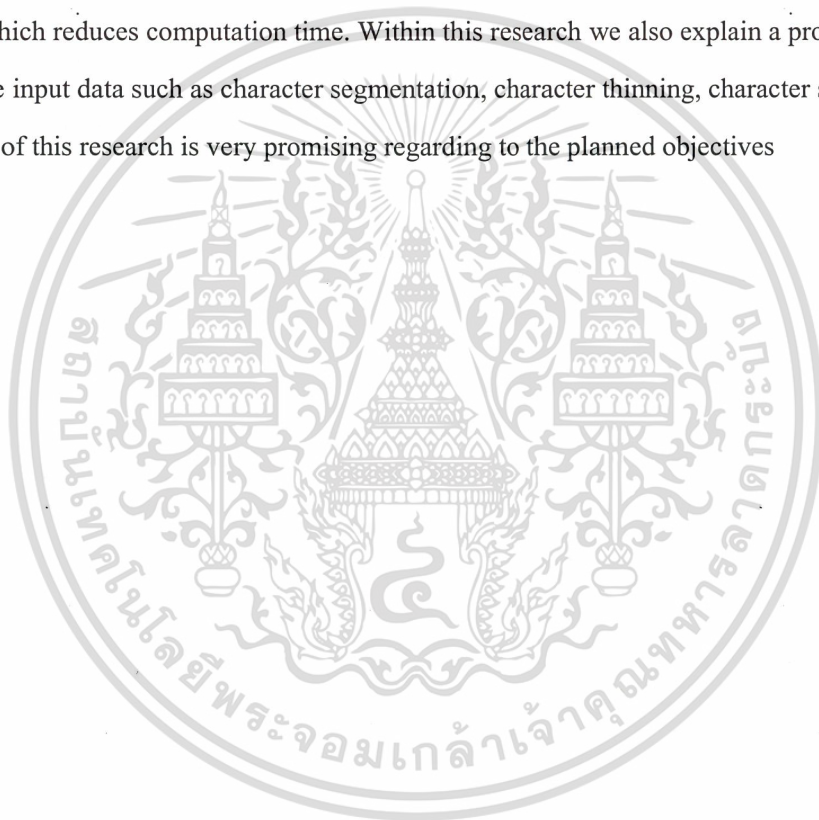 hich reduces computation time. Within this research we also explain a pro
e input data such as character segmentation, character thinning, character s
of this research is very promising regarding to the planned objectives
๔
สถาบันเทคโนโลยีพระจอมเกล้าเจ้าคุณทหารลาดกระบัง